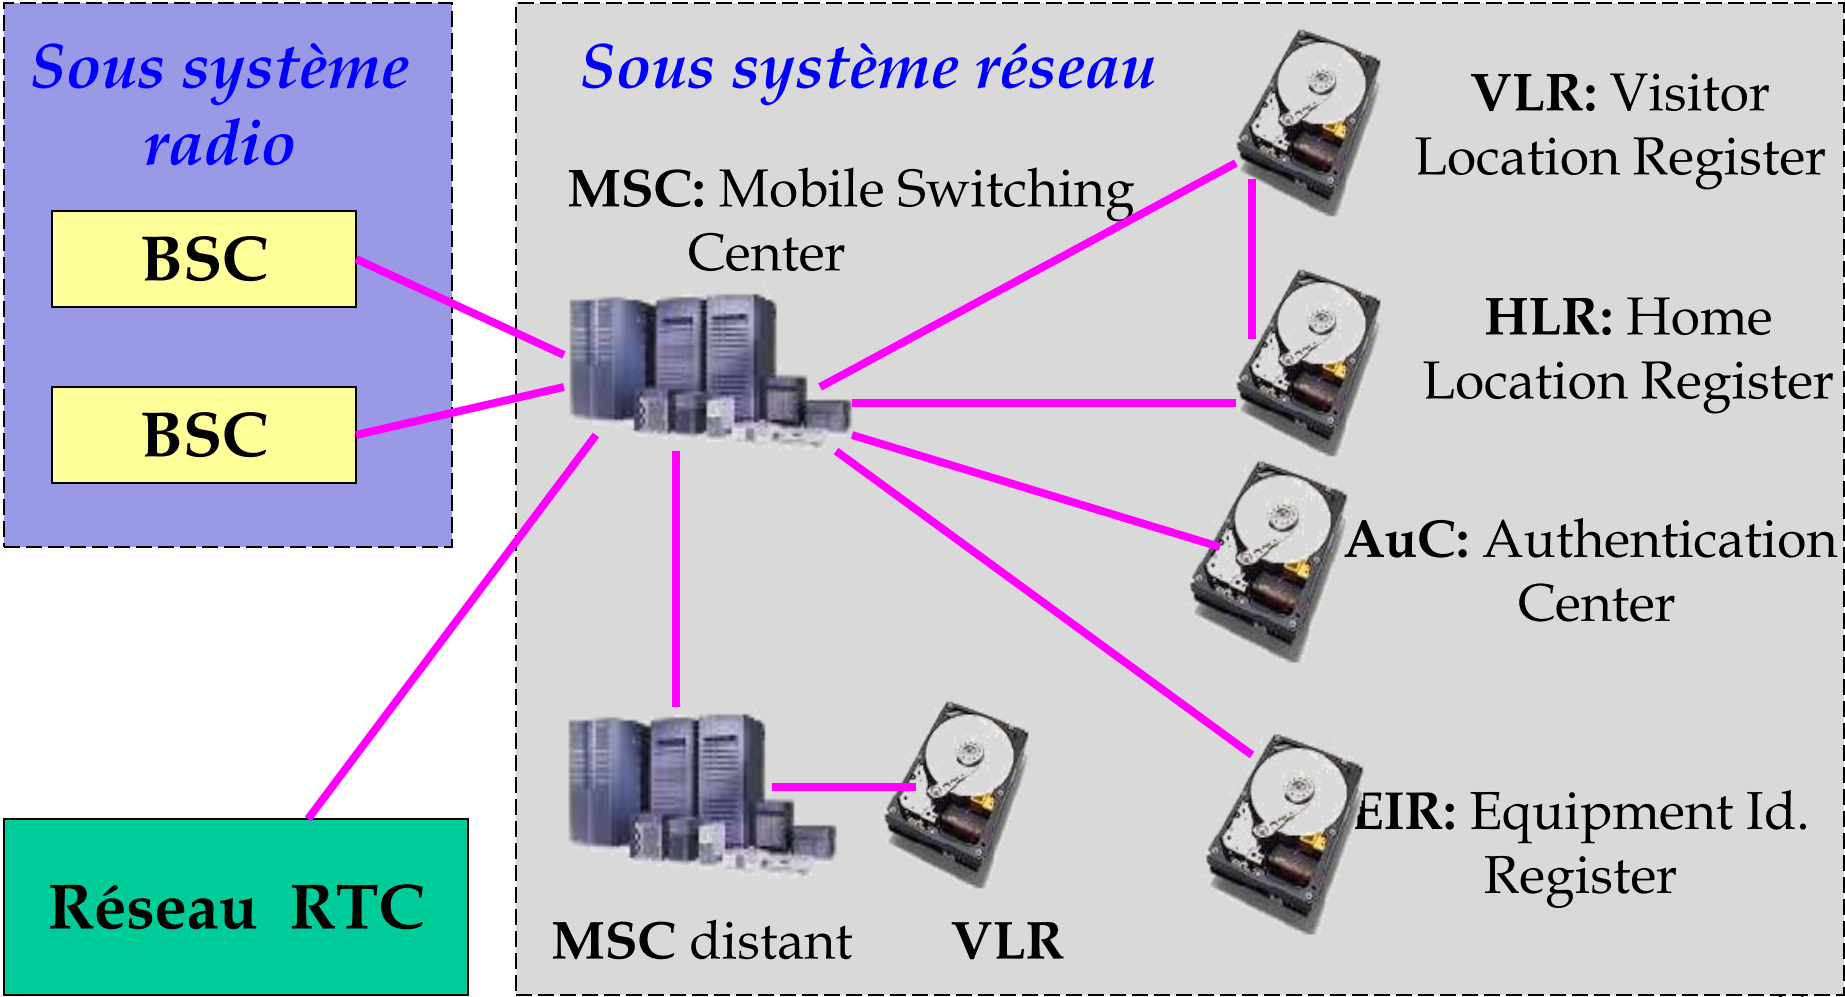 Sous système
radio
BSC
BSC
Réseau RTC
Sous système réseau
MSC: Mobile Switching
Center
VLR: Visitor
Location Register
HLR: Home
Location Register
AuC: Authentication
Center
EIR: Equipment Id.
Register
MSC distant
VLR